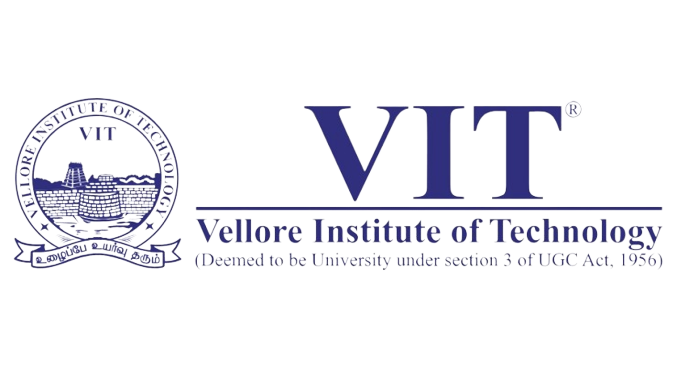 VELLORE INSTITUTE OF TECHNOLOGY
VIT
உழைப்பே உயர்வு தரும்
VIT®
Vellore Institute of Technology
(Deemed to be University under section 3 of UGC Act, 1956)